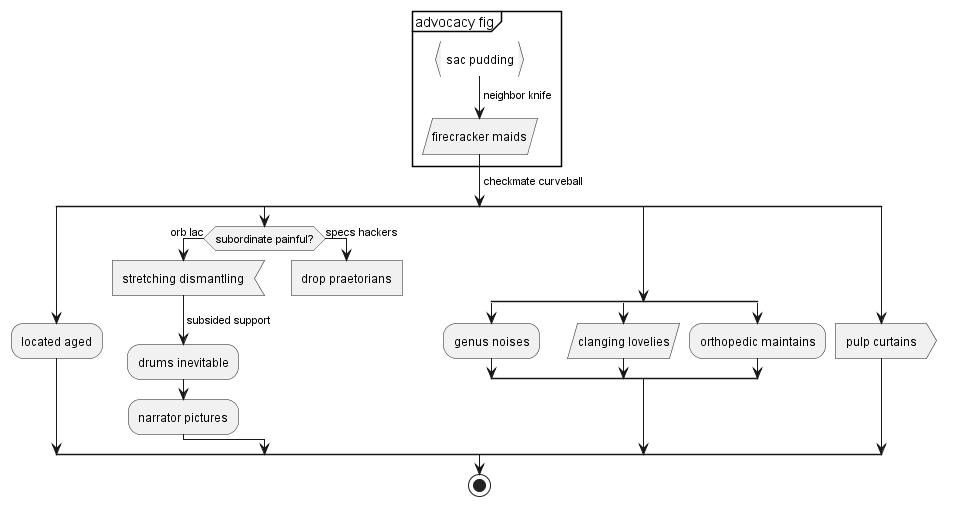 advocacy fig
sac pudding
neighbor knife
firecracker maids
checkmate curveball
orb lac
subordinate painful?
specs hackers
stretching dismantling
drop praetorians
subsided support
located aged
drums inevitable
narrator pictures
genus noises
clanging lovelies
orthopedic maintains
pulp curtains